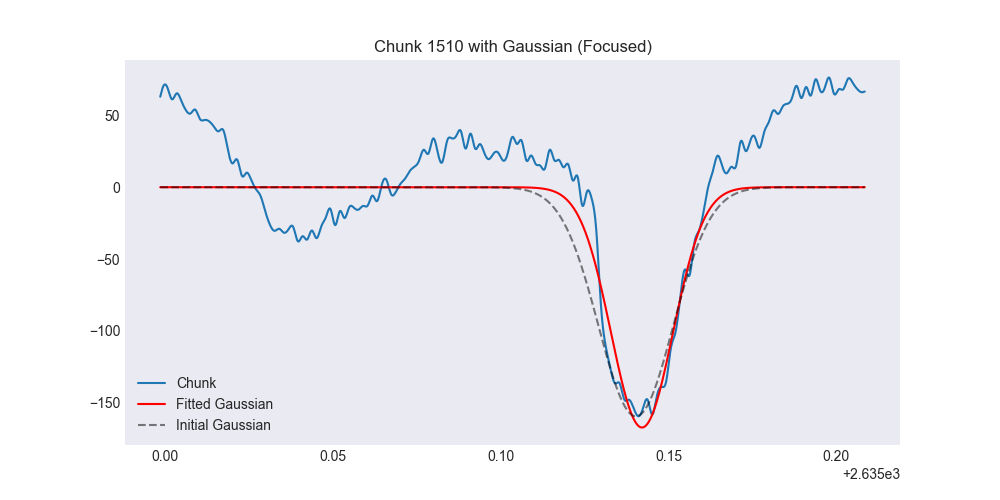 Chunk 1510 with Gaussian (Focused)
50
0
−50
−100
−150
Chunk
Fitted Gaussian
Initial Gaussian
0.00 0.05 0.10 0.15 0.20
+2.635e3